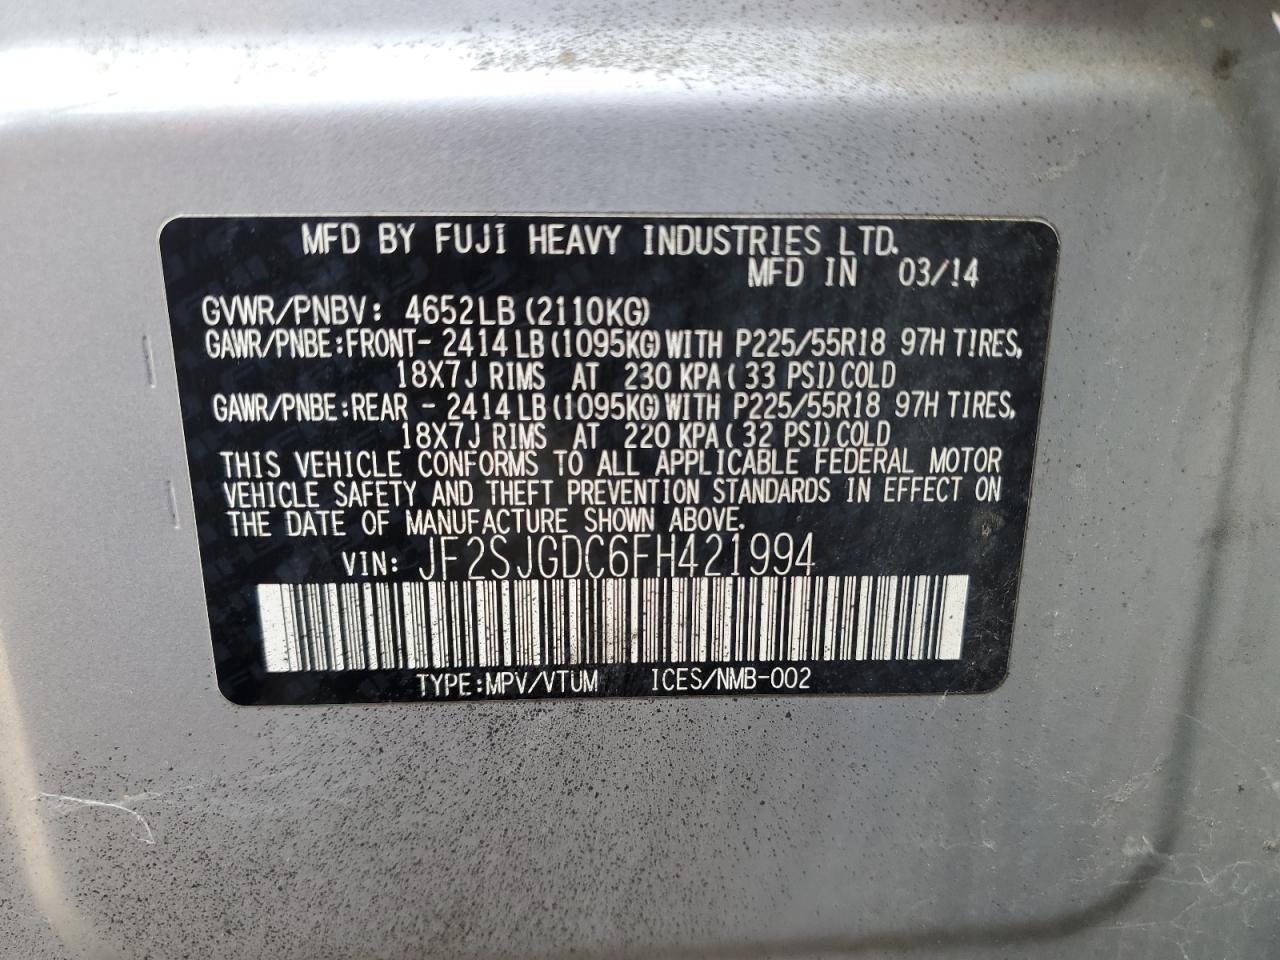 MFD BY FUJI HEAVY INDUSTRIES LTD.
MFD IN 03/14
GVWR/PNBV: 4652LB (2110KG)
GAWR/PNBE:FRONT- 2414LB (1095KG) WITH P225/55R18 97H TIRES,
18X7J RIMS AT 230 KPA ( 33 PSI) COLD
GAWR/PNBE:REAR - 2414LB (1095KG) WITH P225/55R18 97H TIRES,
18X7J RIMS AT 220 KPA ( 32 PSI) COLD
THIS VEHICLE CONFORMS TO ALL APPLICABLE FEDERAL MOTOR
VEHICLE SAFETY AND THEFT PREVENTION STANDARDS IN EFFECT ON
THE DATE OF MANUFACTURE SHOWN ABOVE.
VIN: JF2SJGDC6FH421994
TYPE:MPV/VTUM ICES/NMB-002